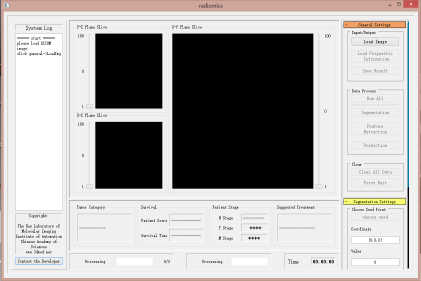 radiomics
System Log
===== start =====
please load DICOM
image
click general->Loading
Copyright:
The Key Laboratory of
Molecular Imaging
Institute of Automation
Chinese Academy of
Sciences
www.3dmed.net
Contact the Developer
Y-Z Plane Slice
100
0
1
X-Z Plane Slice
100
0
1
X-Y Plane Slice
100
0
1
Tumor Category
----------
Survival
Patient Score
Survival Time
Patient Stage
N Stage
T Stage
****
M Stage
****
Suggested Treatment
----------
Processing
N/S
Processing
Time
00:00:00
General Settings
Input/Output
Load Image
Load Prognostic
Information
Save Result
Data Process
Run All
Segmentation
Feature
Extraction
Prediction
Clear
Clear All Data
Force Exit
Segmentation Settings
Choose Seed Point
choose seed
Coordinate
Value
0